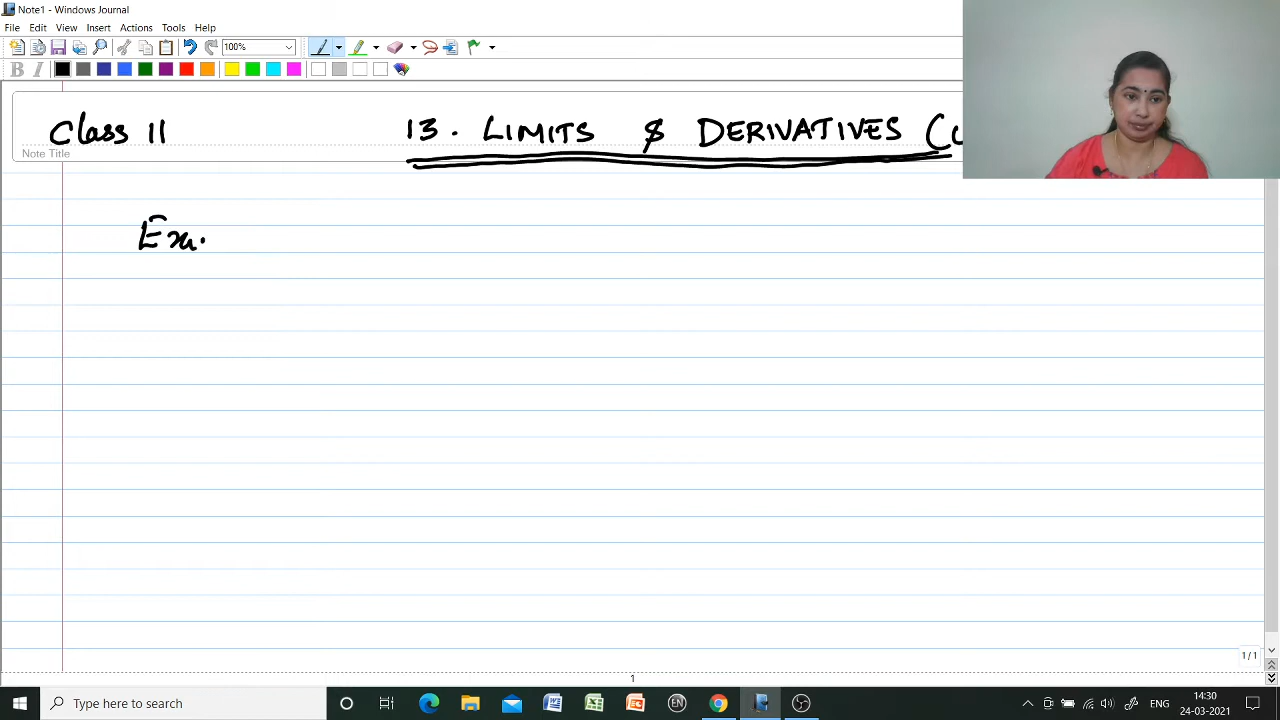 Note1 - Windows Journal
File Edit View Insert Actions Tools Help
100%
B I
Class 11 13. LIMITS & DERIVATIVES (
Note Title
Ex.
1/1
1
Type here to search
EN
ENG
14:30
24-03-2021